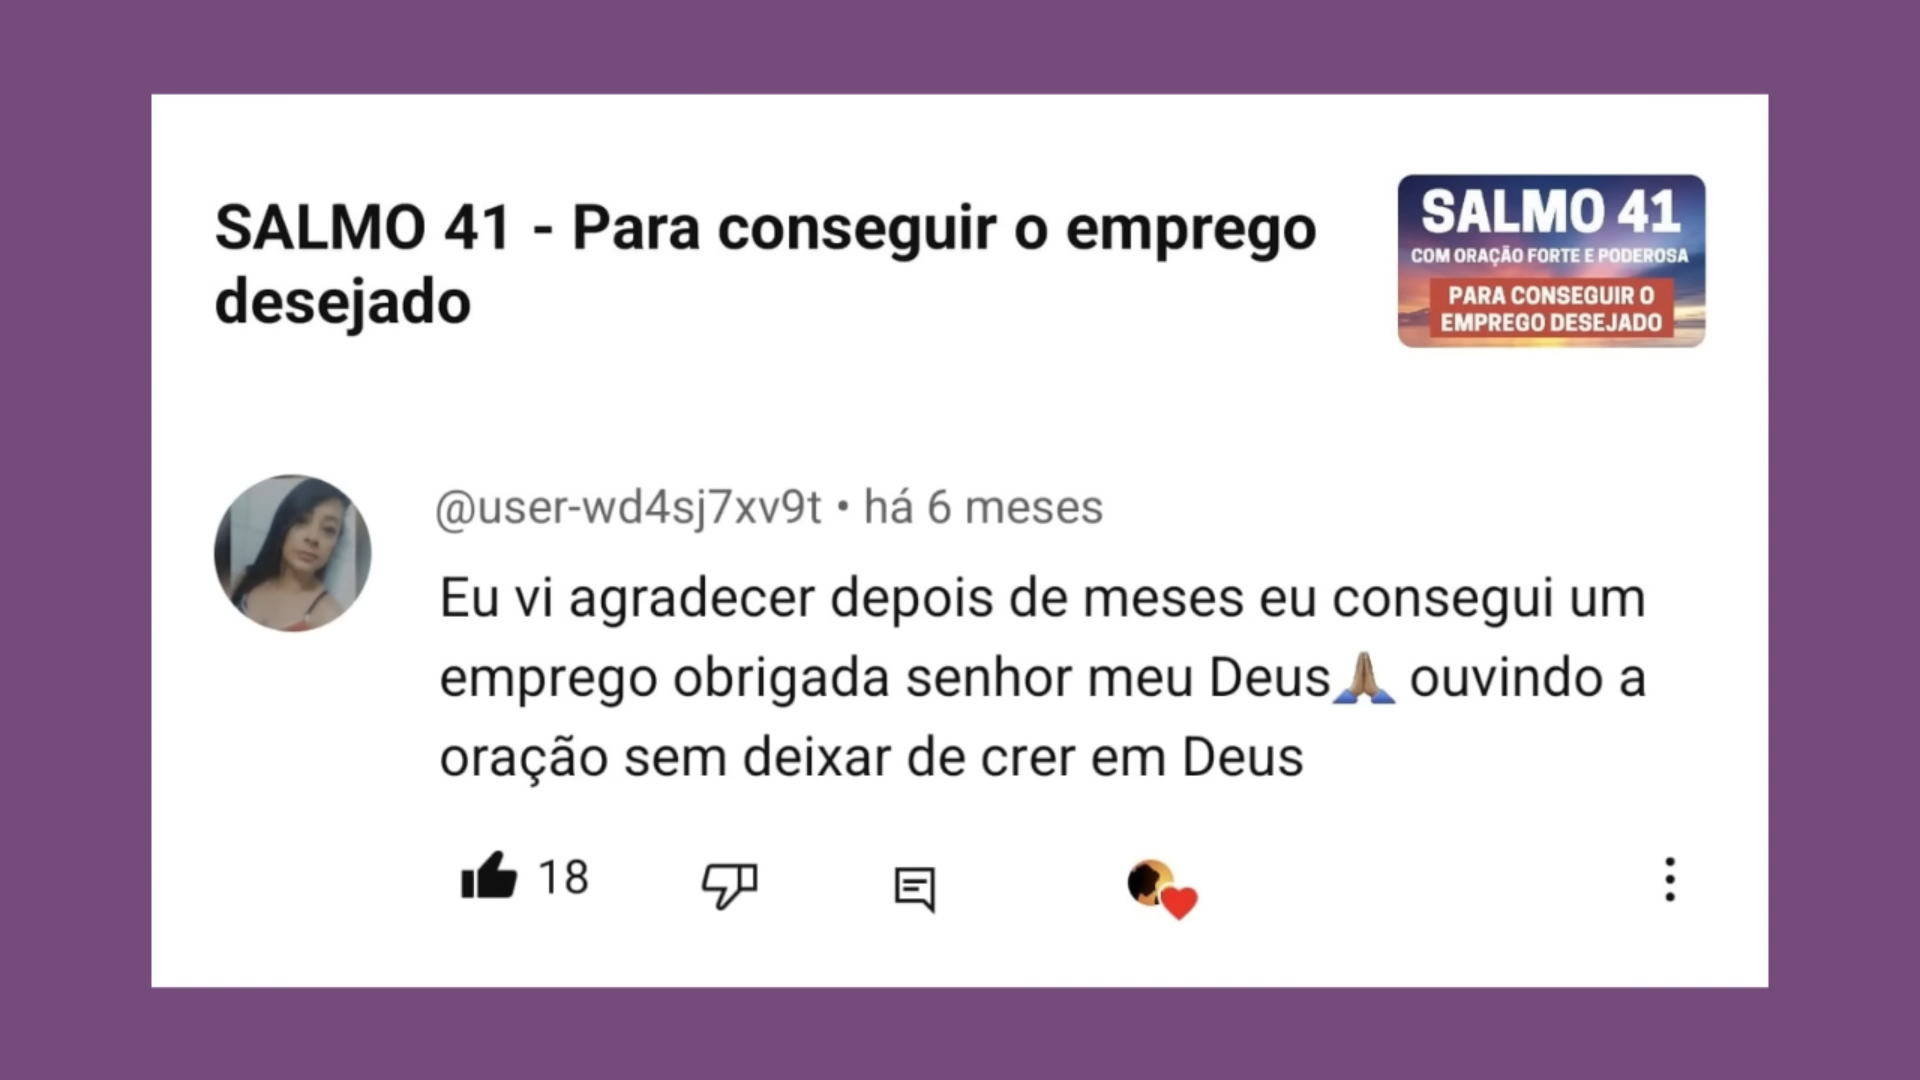 SALMO 41 - Para conseguir o emprego
desejado
SALMO 41
COM ORAÇÃO FORTE E PODEROSA
PARA CONSEGUIR O
EMPREGO DESEJADO
@user-wd4sj7xv9t • há 6 meses
Eu vi agradecer depois de meses eu consegui um
emprego obrigada senhor meu Deus🙏🏽 ouvindo a
oração sem deixar de crer em Deus
18